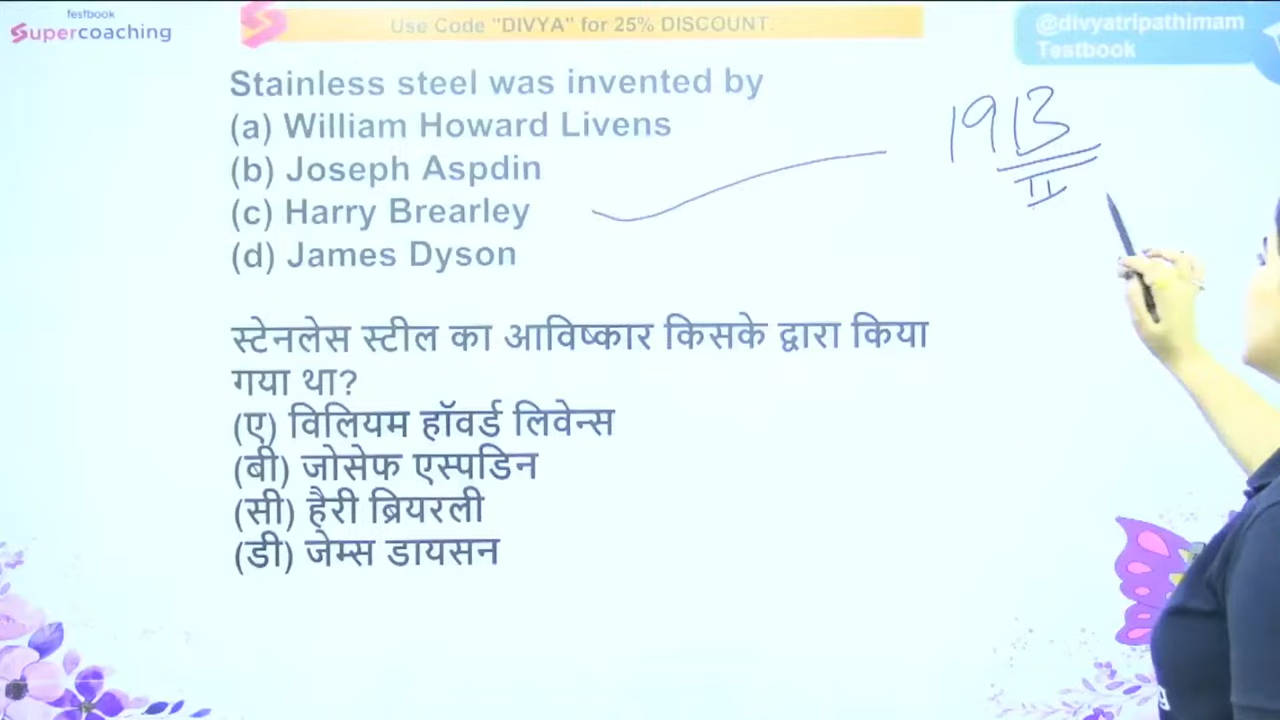 testbook
Supercoaching
Use Code "DIVYA" for 25% DISCOUNT.
@divyatripathimam
Testbook
Stainless steel was invented by
(a) William Howard Livens
(b) Joseph Aspdin
(c) Harry Brearley
(d) James Dyson
1913
II
स्टेनलेस स्टील का आविष्कार किसके द्वारा किया
गया था?
(ए) विलियम हॉवर्ड लिवेन्स
(बी) जोसेफ एस्पडिन
(सी) हैरी ब्रियरली
(डी) जेम्स डायसन